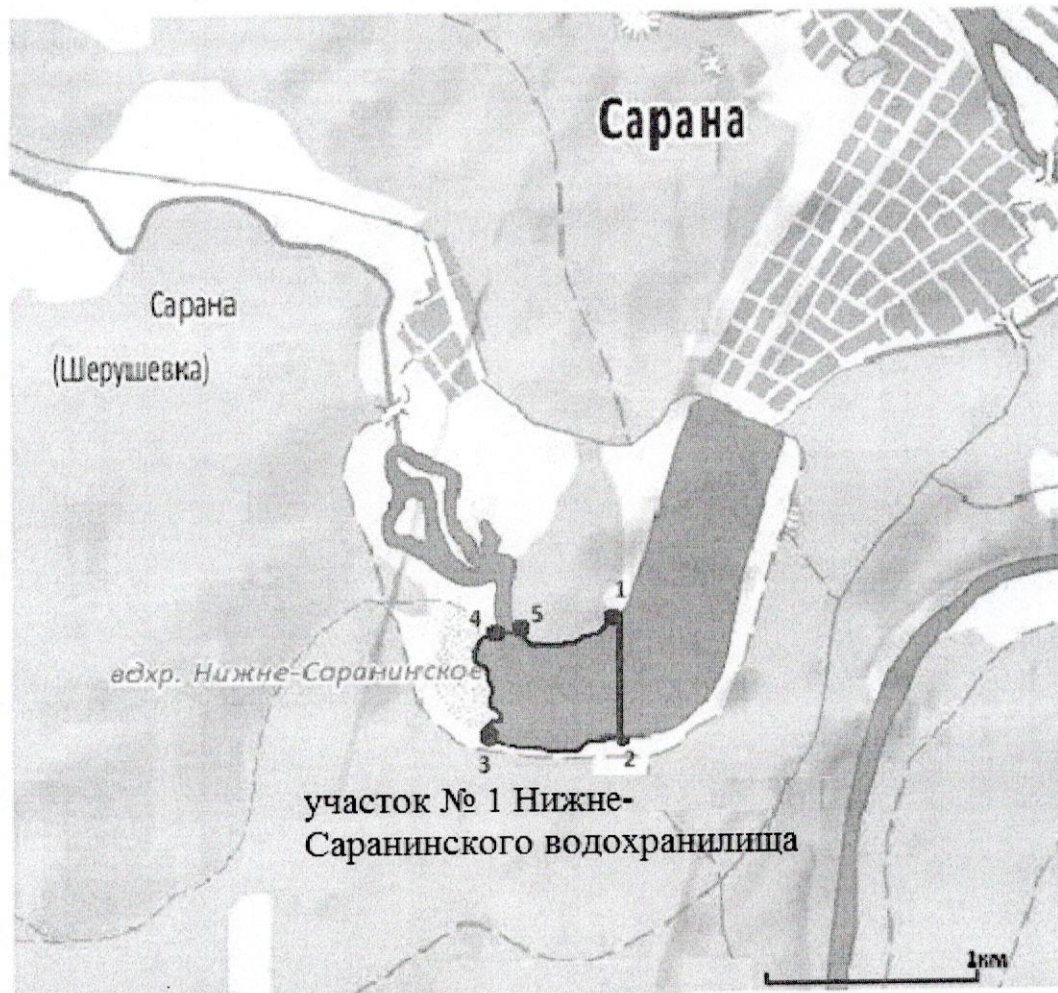 Сарана
Сарана
(Шерушевка)
1
4
5
вдхр. Нижне-Саранинское
3
2
участок № 1 Нижне-
Саранинского водохранилища
1км